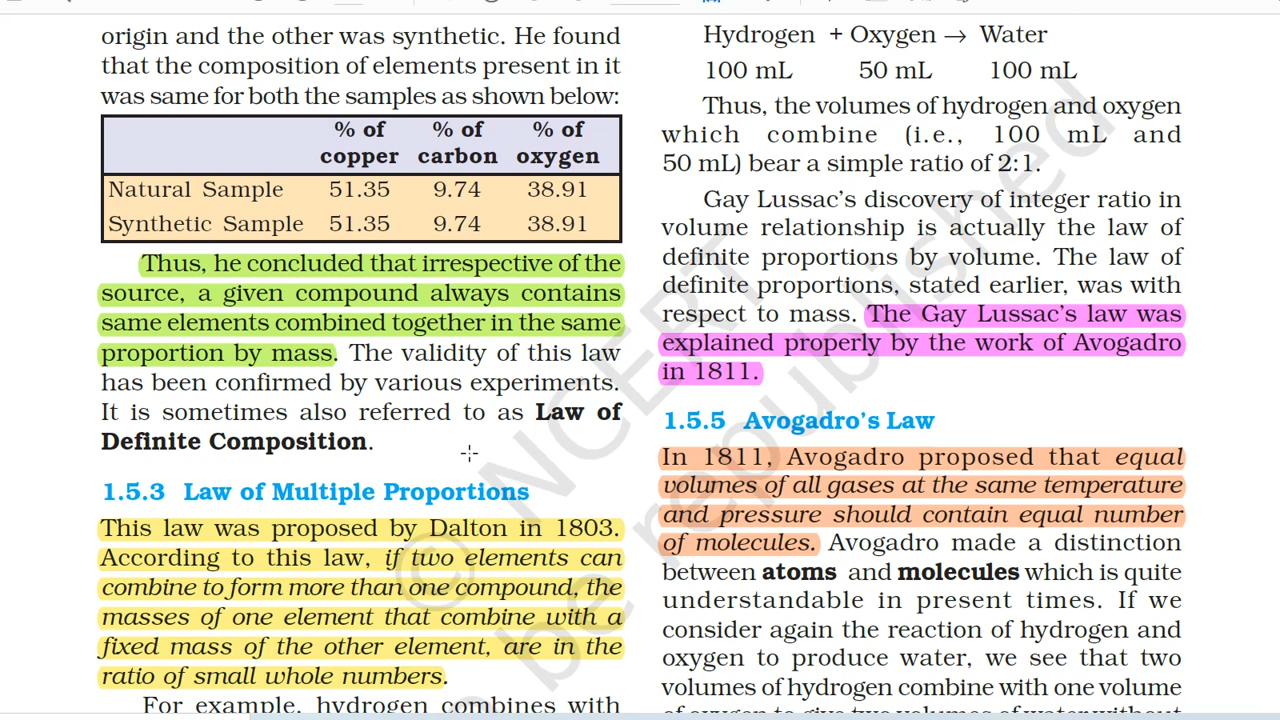 origin and the other was synthetic. He found
that the composition of elements present in it
was same for both the samples as shown below:
% of % of % of
copper carbon oxygen
Natural Sample 51.35 9.74 38.91
Synthetic Sample 51.35 9.74 38.91
Thus, he concluded that irrespective of the
source, a given compound always contains
same elements combined together in the same
proportion by mass. The validity of this law
has been confirmed by various experiments.
It is sometimes also referred to as Law of
Definite Composition.
1.5.3 Law of Multiple Proportions
This law was proposed by Dalton in 1803.
According to this law, if two elements can
combine to form more than one compound, the
masses of one element that combine with a
fixed mass of the other element, are in the
ratio of small whole numbers.
For example, hydrogen combines with
Hydrogen + Oxygen → Water
100 mL 50 mL 100 mL
Thus, the volumes of hydrogen and oxygen
which combine (i.e., 100 mL and
50 mL) bear a simple ratio of 2:1.
Gay Lussac's discovery of integer ratio in
volume relationship is actually the law of
definite proportions by volume. The law of
definite proportions, stated earlier, was with
respect to mass. The Gay Lussac's law was
explained properly by the work of Avogadro
in 1811.
1.5.5 Avogadro's Law
In 1811, Avogadro proposed that equal
volumes of all gases at the same temperature
and pressure should contain equal number
of molecules. Avogadro made a distinction
between atoms and molecules which is quite
understandable in present times. If we
consider again the reaction of hydrogen and
oxygen to produce water, we see that two
volumes of hydrogen combine with one volume
of oxygen to give two volumes of water without
© NCERT
be republished